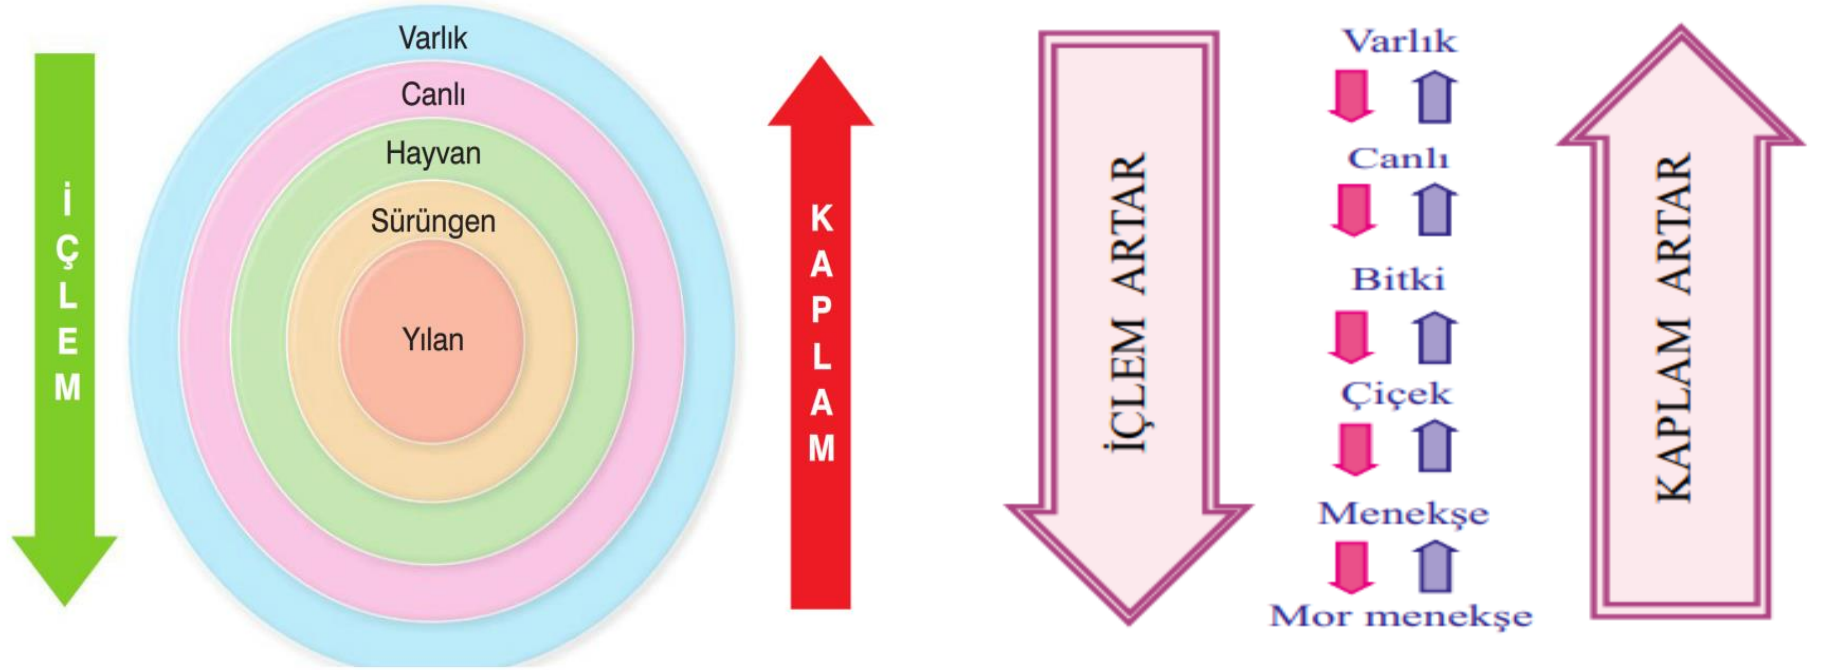 İÇLEM
Varlık
Canlı
Hayvan
Sürüngen
Yılan
KAPLAM
İÇLEM ARTAR
Varlık
Canlı
Bitki
Çiçek
Menekşe
Mor menekşe
KAPLAM ARTAR